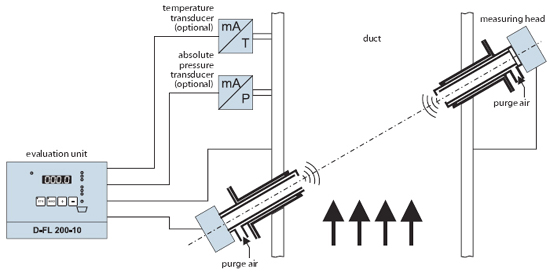 temperature
transducer
(optional)
mA
T
absolute
pressure
transducer
(optional)
mA
P
duct
measuring head
purge air
evaluation unit
000.0
D-FL 200-10
purge air